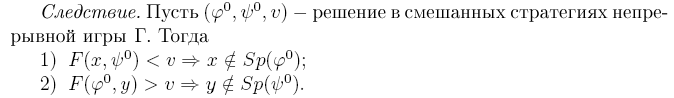 Следствие. Пусть (φ⁰, ψ⁰, v) – решение в смешанных стратегиях непре-
рывной игры Γ. Тогда
1) F(x, ψ⁰) < v ⇒ x ∉ Sp(φ⁰);
2) F(φ⁰, y) > v ⇒ y ∉ Sp(ψ⁰).